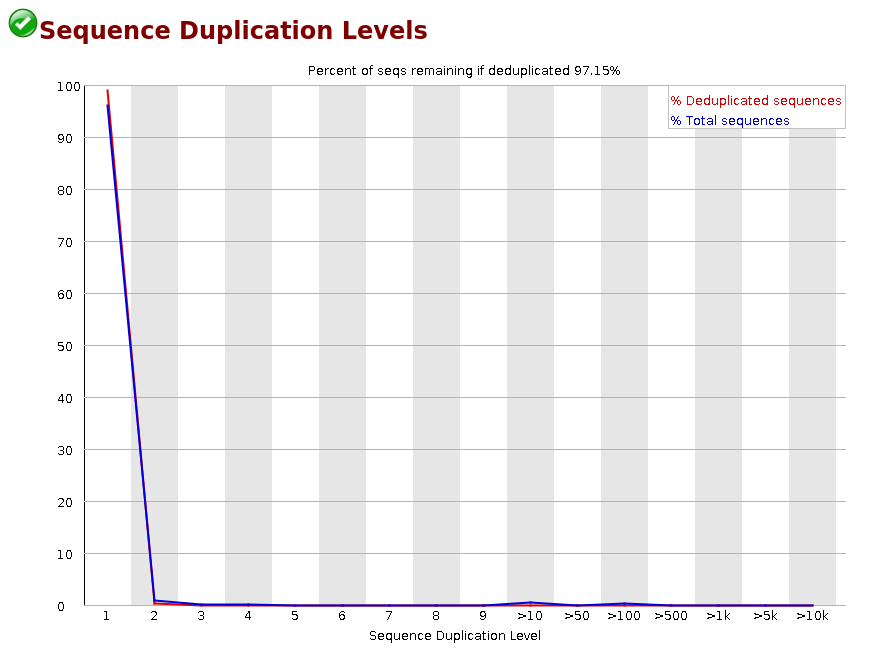 Sequence Duplication Levels
Percent of seqs remaining if deduplicated 97.15%
% Deduplicated sequences
% Total sequences
100
90
80
70
60
50
40
30
20
10
0
1 2 3 4 5 6 7 8 9 >10 >50 >100 >500 >1k >5k >10k
Sequence Duplication Level